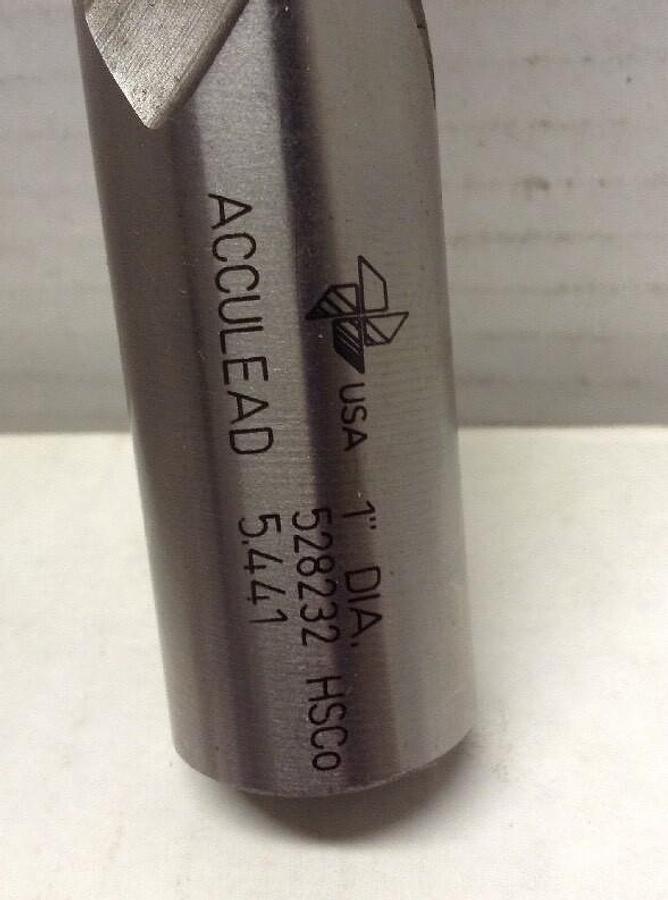 USA
ACCULEAD
1" DIA.
528232 HSCo
5.441